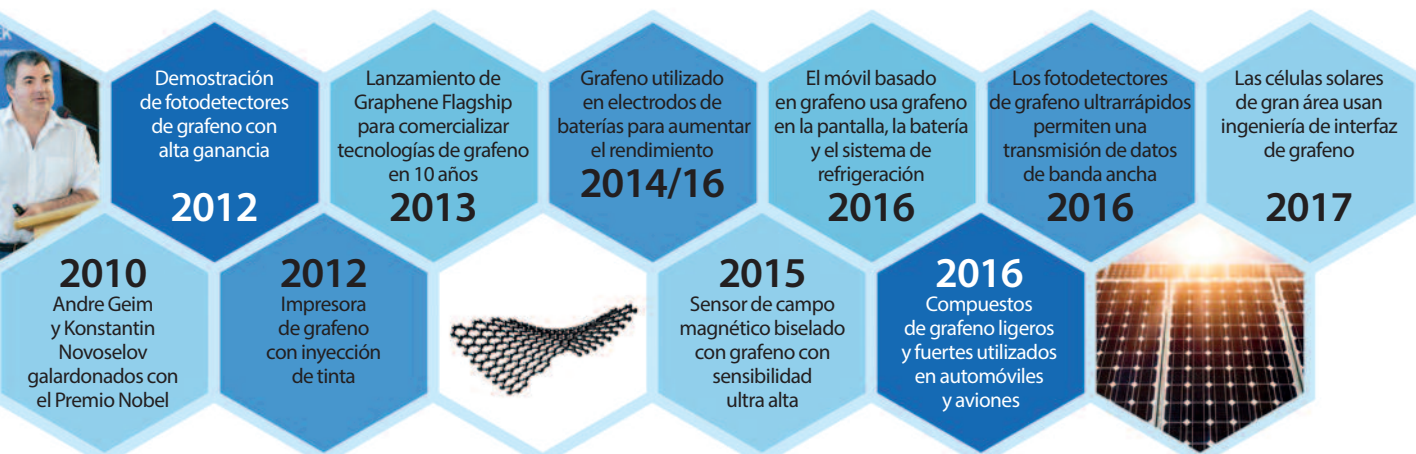 Demostración
de fotodetectores
de grafeno con
alta ganancia
2012
Lanzamiento de
Graphene Flagship
para comercializar
tecnologías de grafeno
en 10 años
2013
Grafeno utilizado
en electrodos de
baterías para aumentar
el rendimiento
2014/16
El móvil basado
en grafeno usa grafeno
en la pantalla, la batería
y el sistema de
refrigeración
2016
Los fotodetectores
de grafeno ultrarrápidos
permiten una
transmisión de datos
de banda ancha
2016
Las células solares
de gran área usan
ingeniería de interfaz
de grafeno
2017
2010
Andre Geim
y Konstantin
Novoselov
galardonados con
el Premio Nobel
2012
Impresora
de grafeno
con inyección
de tinta
2015
Sensor de campo
magnético biselado
con grafeno con
sensibilidad
ultra alta
2016
Compuestos
de grafeno ligeros
y fuertes utilizados
en automóviles
y aviones